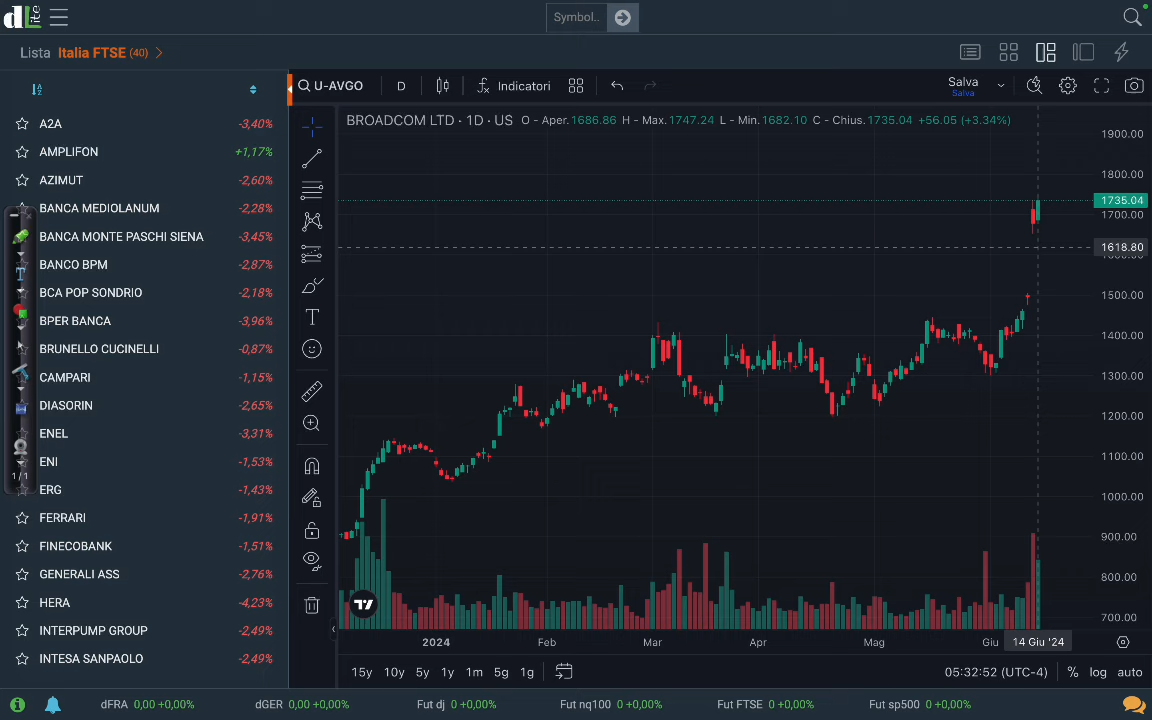 dLite
Symbol..
Lista Italia FTSE (40)
U-AVGO D Indicatori Salva
Salva
BROADCOM LTD · 1D · US O - Aper.1686.86 H - Max.1747.24 L - Min.1682.10 C - Chius.1735.04 +56.05 (+3.34%)
A2A -3,40%
AMPLIFON +1,17%
AZIMUT -2,60%
BANCA MEDIOLANUM -2,28%
BANCA MONTE PASCHI SIENA -3,45%
BANCO BPM -2,87%
BCA POP SONDRIO -2,18%
BPER BANCA -3,96%
BRUNELLO CUCINELLI -0,87%
CAMPARI -1,15%
DIASORIN -2,65%
ENEL -3,31%
ENI -1,53%
1/1
ERG -1,43%
FERRARI -1,91%
FINECOBANK -1,51%
GENERALI ASS -2,76%
HERA -4,23%
INTERPUMP GROUP -2,49%
INTESA SANPAOLO -2,49%
1900.00
1800.00
1735.04
1700.00
1618.80
1500.00
1400.00
1300.00
1200.00
1100.00
1000.00
900.00
800.00
700.00
2024 Feb Mar Apr Mag Giu 14 Giu '24
15y 10y 5y 1y 1m 5g 1g 05:32:52 (UTC-4) % log auto
dFRA 0,00 +0,00% dGER 0,00 +0,00% Fut dj 0 +0,00% Fut nq100 0 +0,00% Fut FTSE 0 +0,00% Fut sp500 0 +0,00%